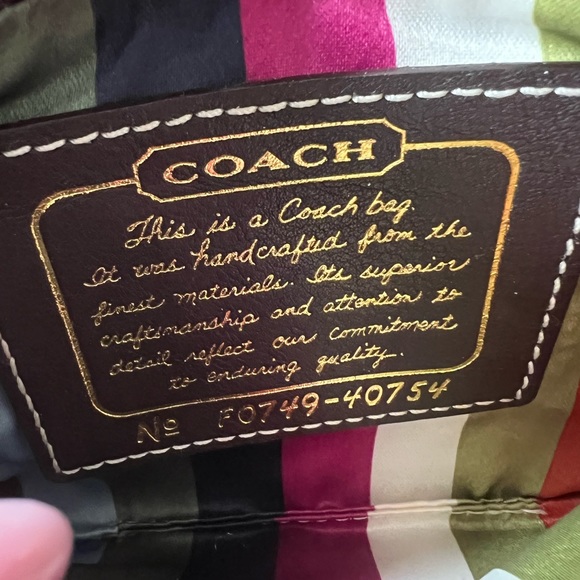 COACH
This is a Coach bag.
It was handcrafted from the
finest materials. Its superior
craftsmanship and attention to
detail reflect our commitment
to enduring quality.
Nº F0749-40754